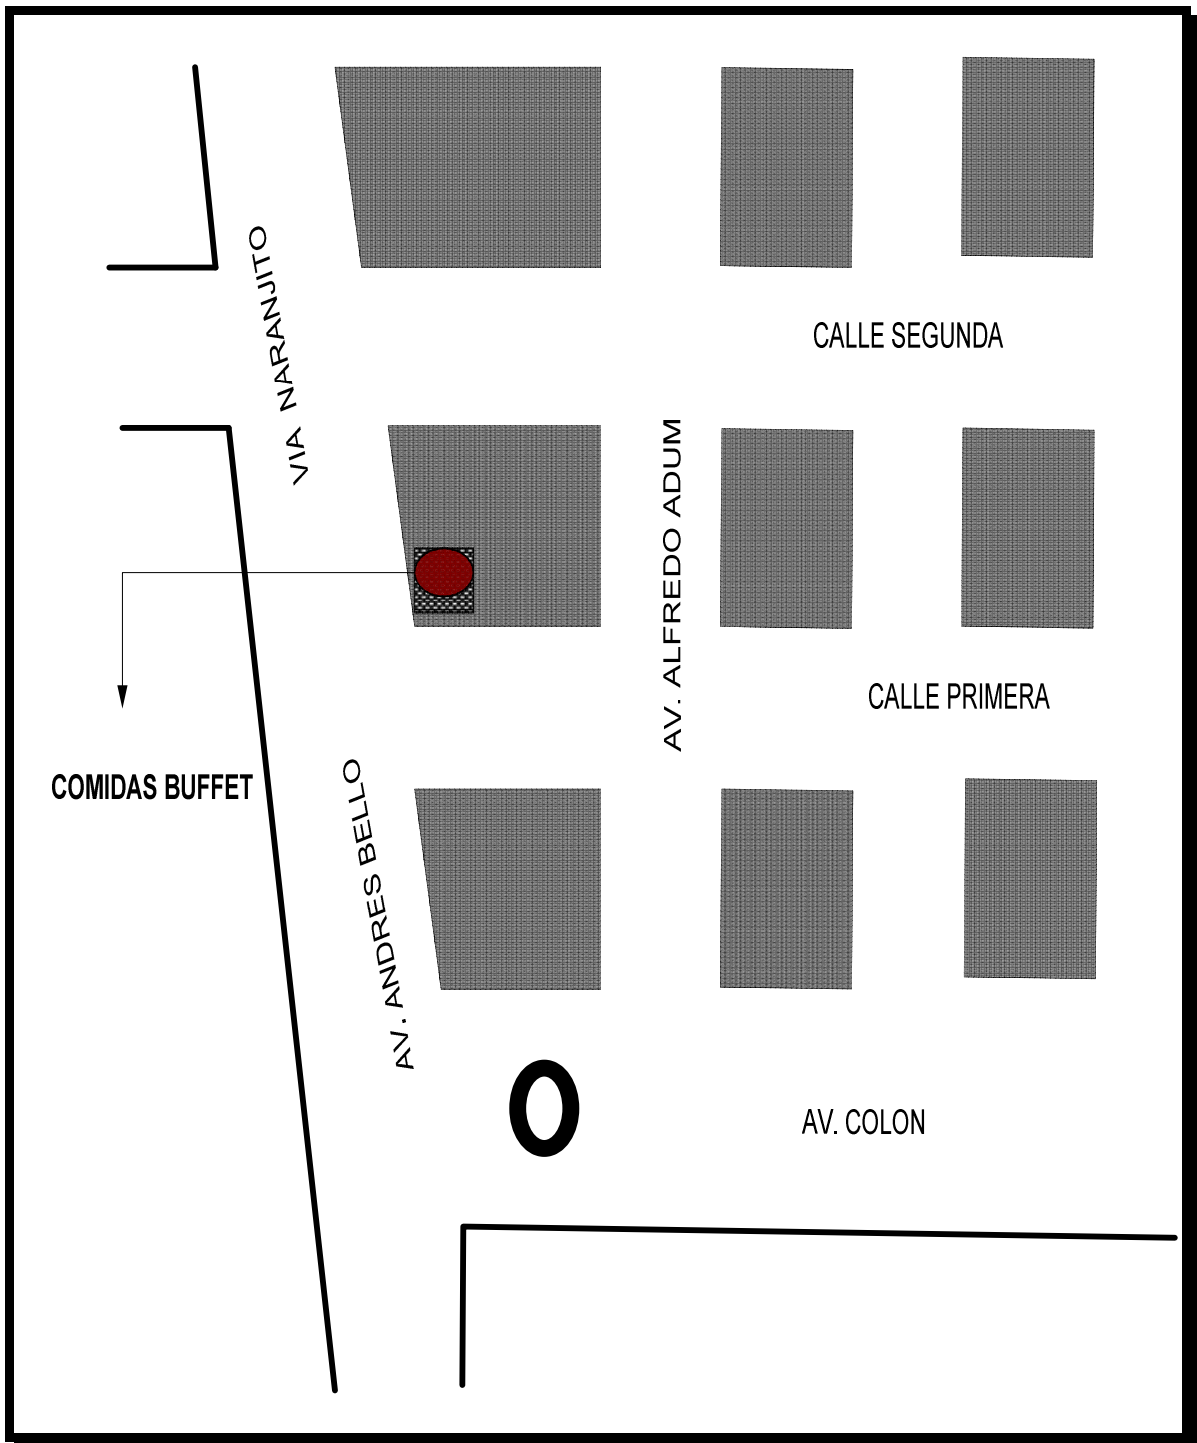 VIA NARANJITO
CALLE SEGUNDA
AV. ALFREDO ADUM
CALLE PRIMERA
COMIDAS BUFFET
AV. ANDRES BELLO
AV. COLON